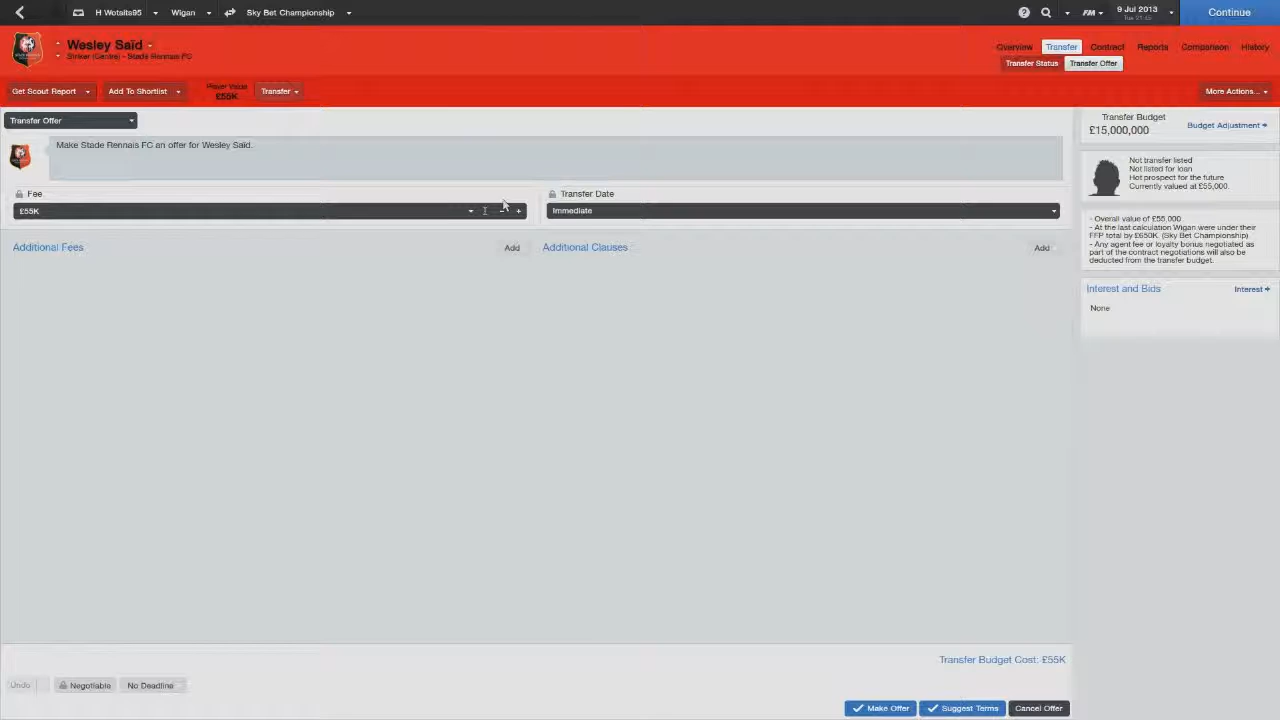 H Wotsits95 Wigan Sky Bet Championship
FM 9 Jul 2013
Tue 21:45
Continue
Wesley Saïd
Striker (Centre) - Stade Rennais FC
Overview Transfer Contract Reports Comparison History
Transfer Status Transfer Offer
Get Scout Report Add To Shortlist Player Value
£55K
Transfer More Actions...
Transfer Offer
Make Stade Rennais FC an offer for Wesley Saïd.
Fee
£55K
Transfer Date
Immediate
Additional Fees Add
Additional Clauses Add
Transfer Budget
£15,000,000
Budget Adjustment
Not transfer listed
Not listed for loan
Hot prospect for the future
Currently valued at £55,000.
- Overall value of £55,000
- At the last calculation Wigan were under their
FFP total by £650K. (Sky Bet Championship)
- Any agent fee or loyalty bonus negotiated as
part of the contract negotiations will also be
deducted from the transfer budget.
Interest and Bids Interest
None
Transfer Budget Cost: £55K
Undo Negotiable No Deadline
Make Offer Suggest Terms Cancel Offer